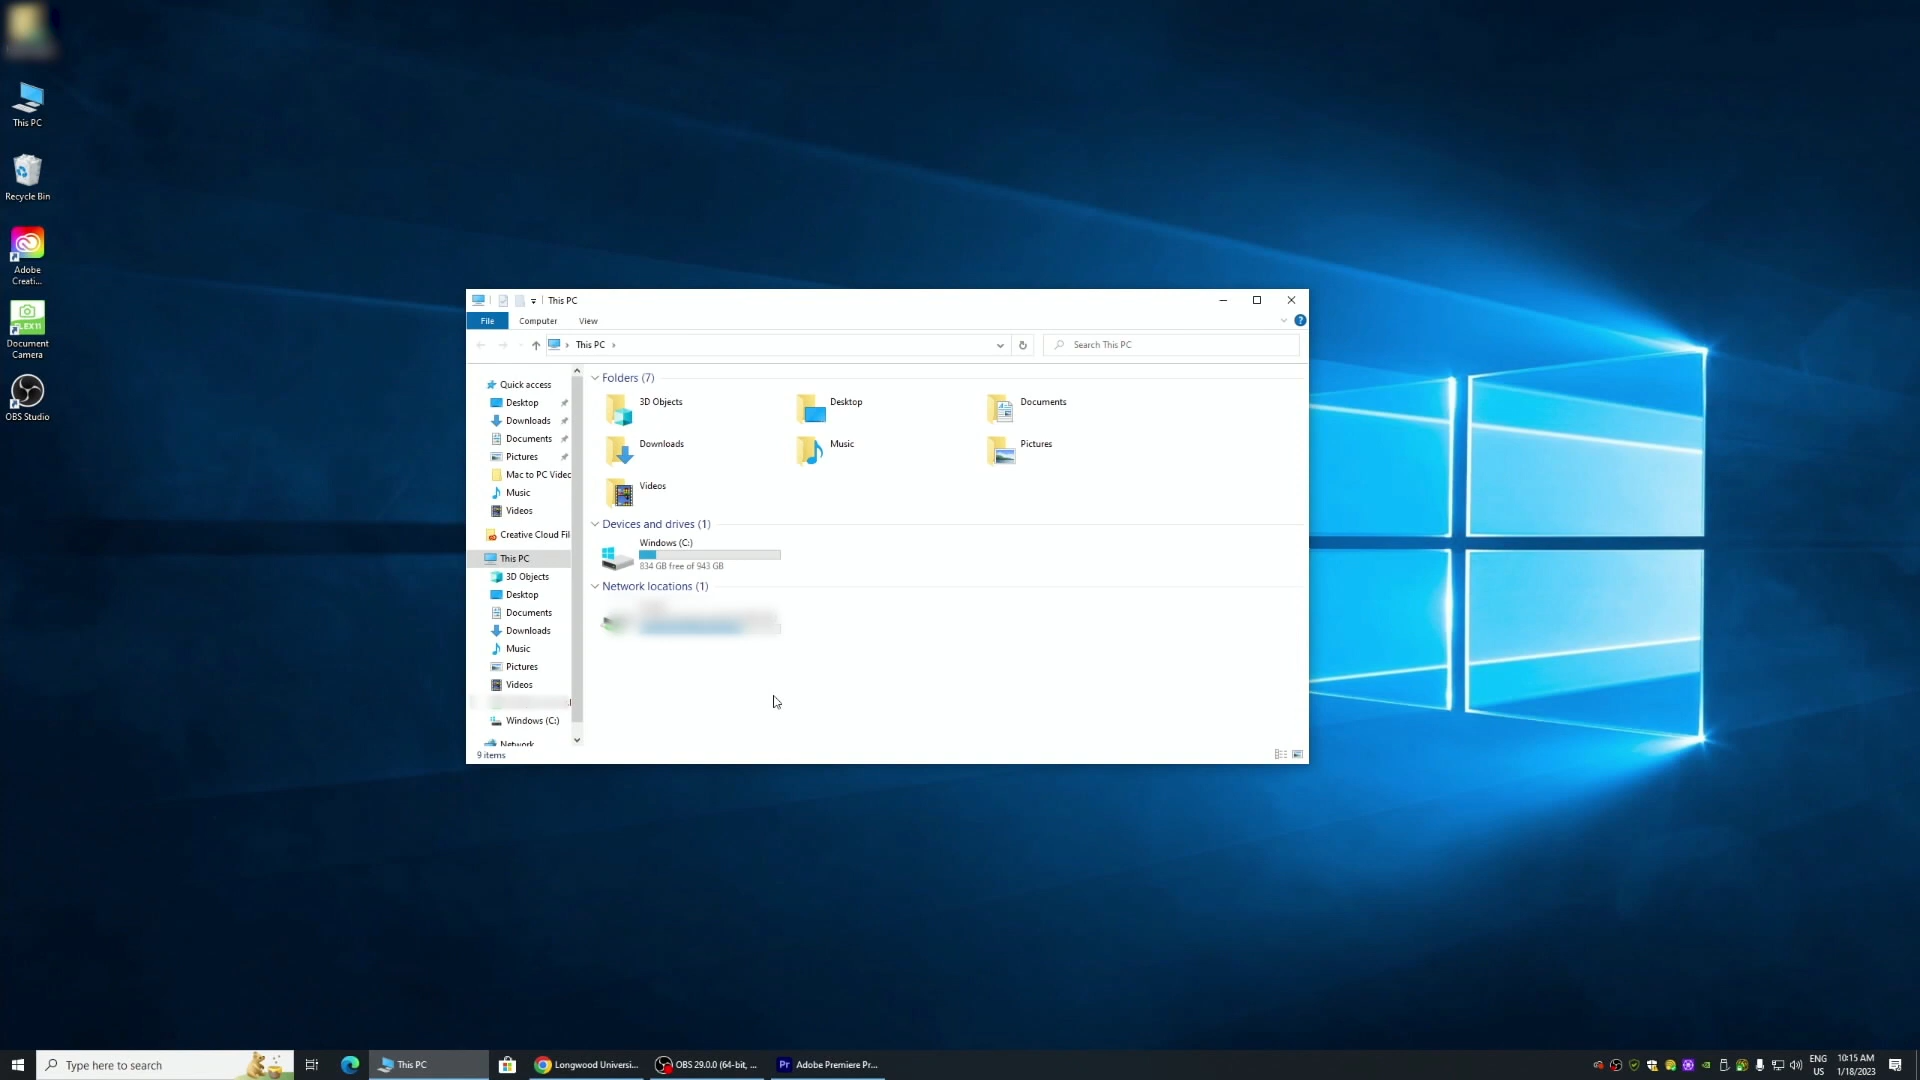 This PC
Recycle Bin
Adobe
Creati...
FLEX11
Document
Camera
OBS Studio
This PC
File
Computer
View
?
This PC
Search This PC
Quick access
Desktop
Downloads
Documents
Pictures
Mac to PC Video
Music
Videos
Creative Cloud Fil
This PC
3D Objects
Desktop
Documents
Downloads
Music
Pictures
Videos
Windows (C:)
Network
Folders (7)
3D Objects
Desktop
Documents
Downloads
Music
Pictures
Videos
Devices and drives (1)
Windows (C:)
834 GB free of 943 GB
Network locations (1)
9 items
Type here to search
This PC
Longwood Universi...
OBS 29.0.0 (64-bit, ...
Pr
Adobe Premiere Pr...
ENG
US
10:15 AM
1/18/2023